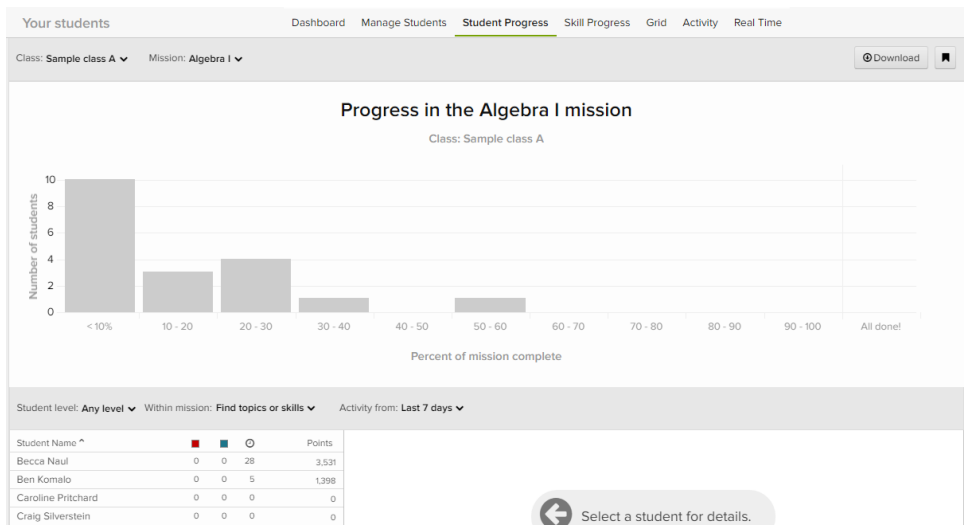 Your students Dashboard Manage Students Student Progress Skill Progress Grid Activity Real Time
Class: Sample class A Mission: Algebra I Download
Progress in the Algebra I mission
Class: Sample class A
Number of students
10
8
6
4
2
0
<10% 10 - 20 20 - 30 30 - 40 40 - 50 50 - 60 60 - 70 70 - 80 80 - 90 90 - 100 All done!
Percent of mission complete
Student level: Any level Within mission: Find topics or skills Activity from: Last 7 days
Student Name ^ Points
Becca Naul 0 0 28 3,531
Ben Komalo 0 0 5 1,398
Caroline Pritchard 0 0 0 0
Craig Silverstein 0 0 0 0
Select a student for details.